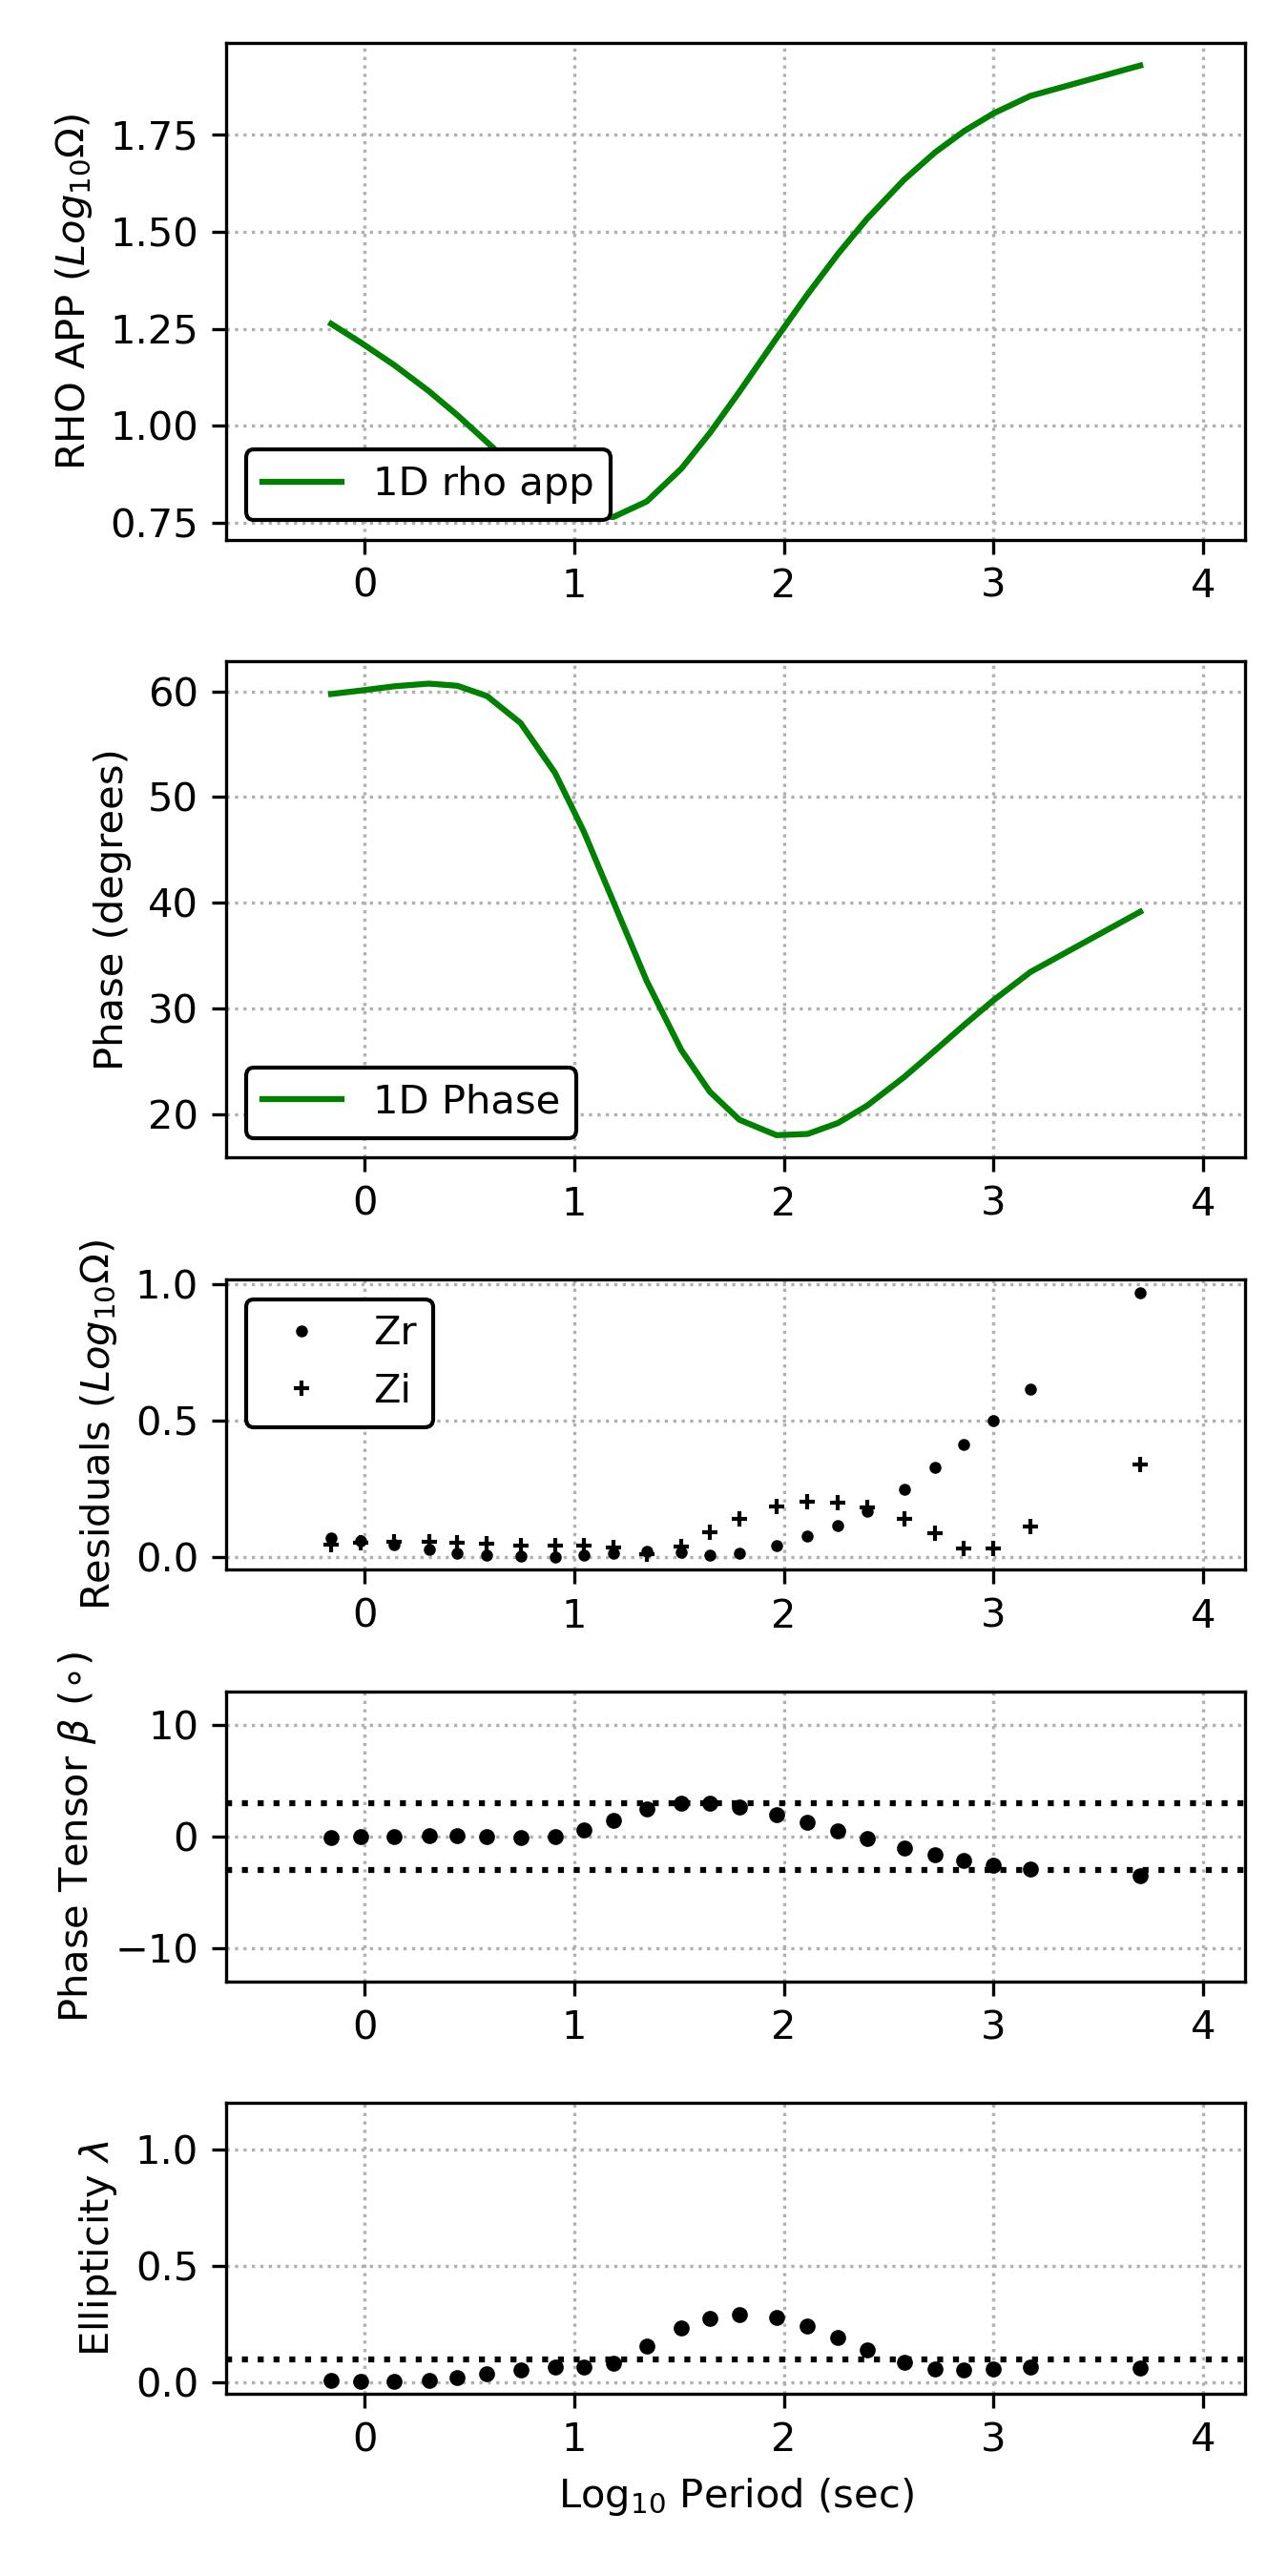 RHO APP (Log₁₀Ω)
1.75
1.50
1.25
1.00
0.75
1D rho app
0 1 2 3 4
Phase (degrees)
60
50
40
30
20
1D Phase
0 1 2 3 4
Residuals (Log₁₀Ω)
1.0
0.5
0.0
Zr
Zi
0 1 2 3 4
Phase Tensor β (∘)
10
0
−10
0 1 2 3 4
Ellipticity λ
1.0
0.5
0.0
0 1 2 3 4
Log₁₀ Period (sec)